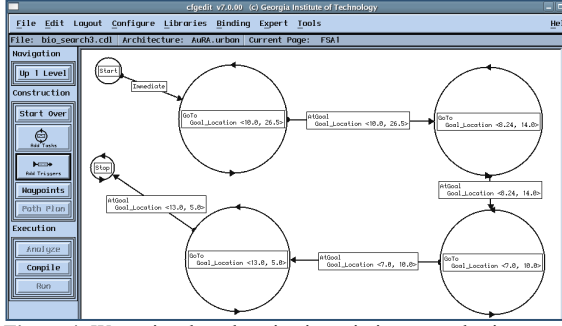 cfgedit v7.0.00 (c) Georgia Institute of Technology
File Edit Layout Configure Libraries Binding Expert Tools
File: bio_search3.cdl Architecture: AuRA.urban Current Page: FSA1
Navigation
Up 1 Level
Construction
Start Over
Add Tasks
Add Triggers
Waypoints
Path Plan
Execution
Analyze
Compile
Run
Start
Immediate
GoTo
Goal_Location <10.0, 26.5>
AtGoal
Goal_Location <10.0, 26.5>
GoTo
Goal_Location <8.24, 14.0>
AtGoal
Goal_Location <8.24, 14.0>
GoTo
Goal_Location <7.0, 10.0>
AtGoal
Goal_Location <7.0, 10.0>
GoTo
Goal_Location <13.0, 5.0>
AtGoal
Goal_Location <13.0, 5.0>
Stop